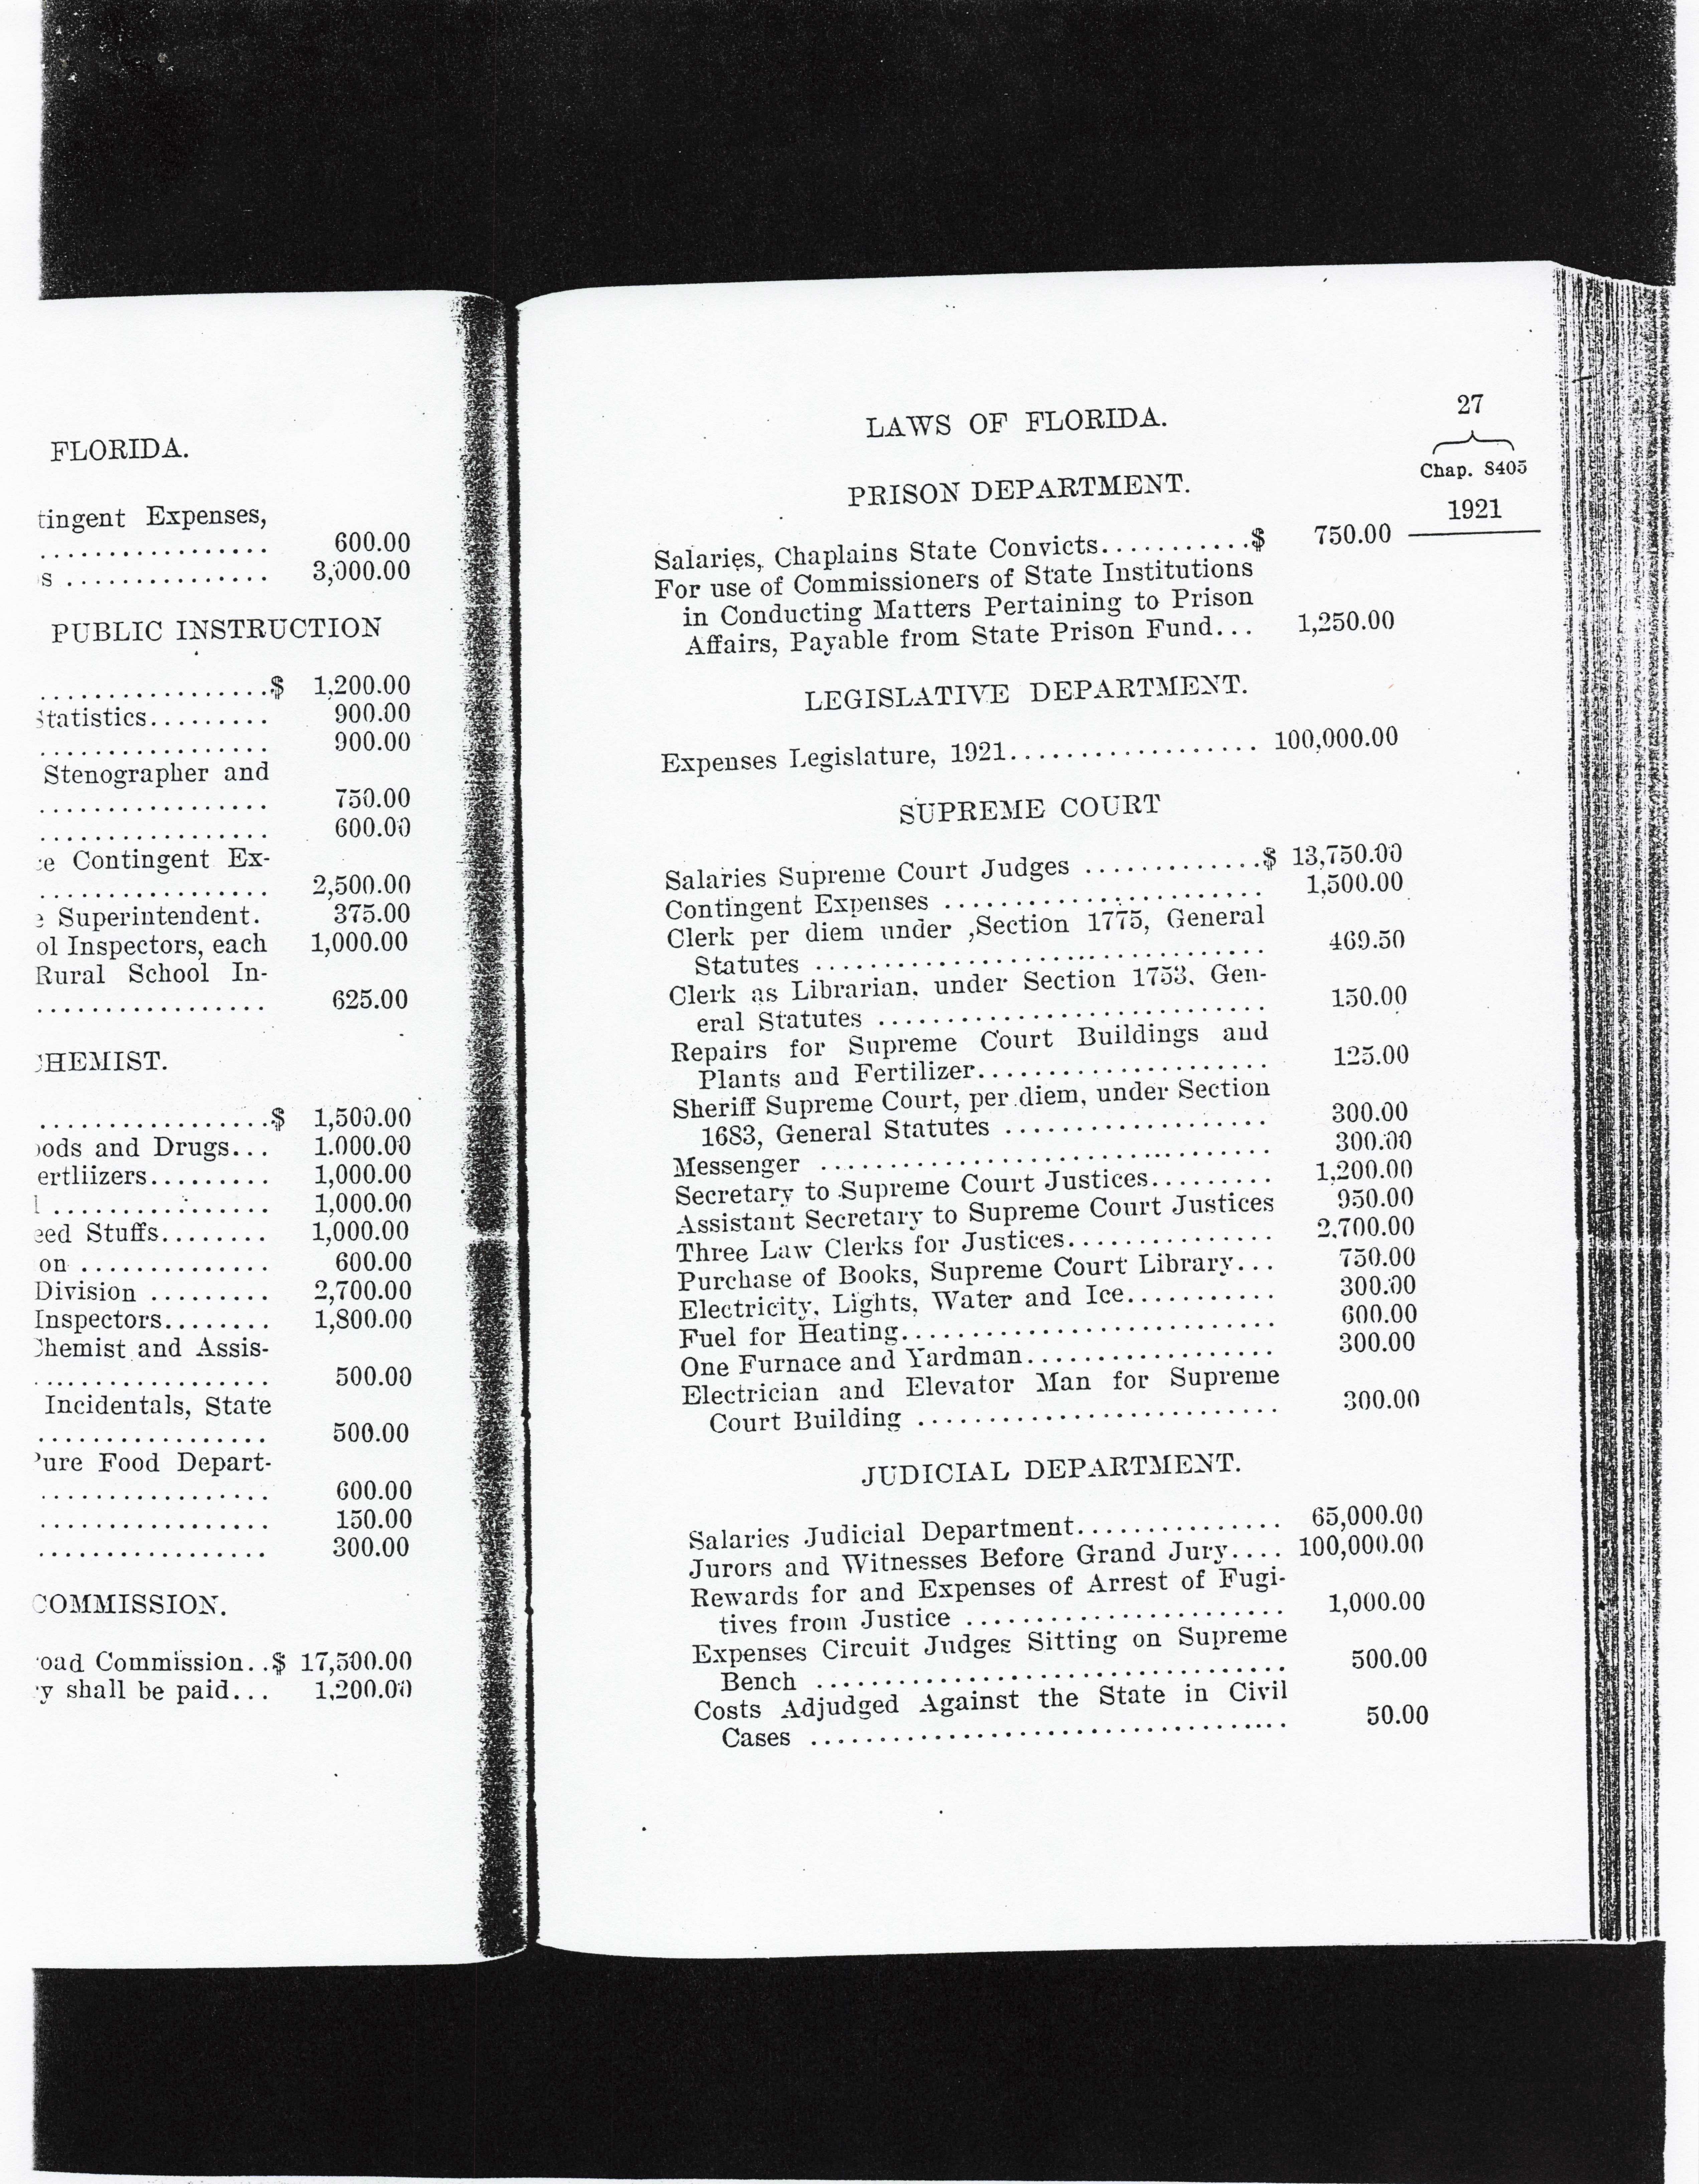 FLORIDA.
tingent Expenses,
................. 600.00
s ............... 3,000.00
PUBLIC INSTRUCTION
.................$ 1,200.00
Statistics......... 900.00
................. 900.00
Stenographer and
................. 750.00
................. 600.00
ce Contingent Ex-
................. 2,500.00
e Superintendent. 375.00
ol Inspectors, each 1,000.00
Rural School In-
................. 625.00
CHEMIST.
.................$ 1,500.00
oods and Drugs... 1.000.00
ertliizers......... 1,000.00
l ................ 1,000.00
eed Stuffs........ 1,000.00
on .............. 600.00
Division ......... 2,700.00
Inspectors........ 1,800.00
Chemist and Assis-
................. 500.00
Incidentals, State
................. 500.00
Pure Food Depart-
................. 600.00
................. 150.00
................. 300.00
COMMISSION.
road Commission..$ 17,500.00
ry shall be paid... 1,200.00
LAWS OF FLORIDA.
27
Chap. 8405
1921
PRISON DEPARTMENT.
Salaries, Chaplains State Convicts...........$ 750.00
For use of Commissioners of State Institutions
in Conducting Matters Pertaining to Prison
Affairs, Payable from State Prison Fund... 1,250.00
LEGISLATIVE DEPARTMENT.
Expenses Legislature, 1921.................. 100,000.00
SUPREME COURT
Salaries Supreme Court Judges .............$ 13,750.00
Contingent Expenses ........................ 1,500.00
Clerk per diem under ,Section 1775, General
Statutes ................................. 469.50
Clerk as Librarian, under Section 1753, Gen-
eral Statutes ............................ 150.00
Repairs for Supreme Court Buildings and
Plants and Fertilizer..................... 125.00
Sheriff Supreme Court, per diem, under Section
1683, General Statutes ................... 300.00
Messenger ................................. 300.00
Secretary to Supreme Court Justices......... 1,200.00
Assistant Secretary to Supreme Court Justices 950.00
Three Law Clerks for Justices............... 2,700.00
Purchase of Books, Supreme Court Library... 750.00
Electricity, Lights, Water and Ice........... 300.00
Fuel for Heating........................... 600.00
One Furnace and Yardman.................. 300.00
Electrician and Elevator Man for Supreme
Court Building .......................... 300.00
JUDICIAL DEPARTMENT.
Salaries Judicial Department............... 65,000.00
Jurors and Witnesses Before Grand Jury.... 100,000.00
Rewards for and Expenses of Arrest of Fugi-
tives from Justice ....................... 1,000.00
Expenses Circuit Judges Sitting on Supreme
Bench .................................. 500.00
Costs Adjudged Against the State in Civil
Cases ................................... 50.00